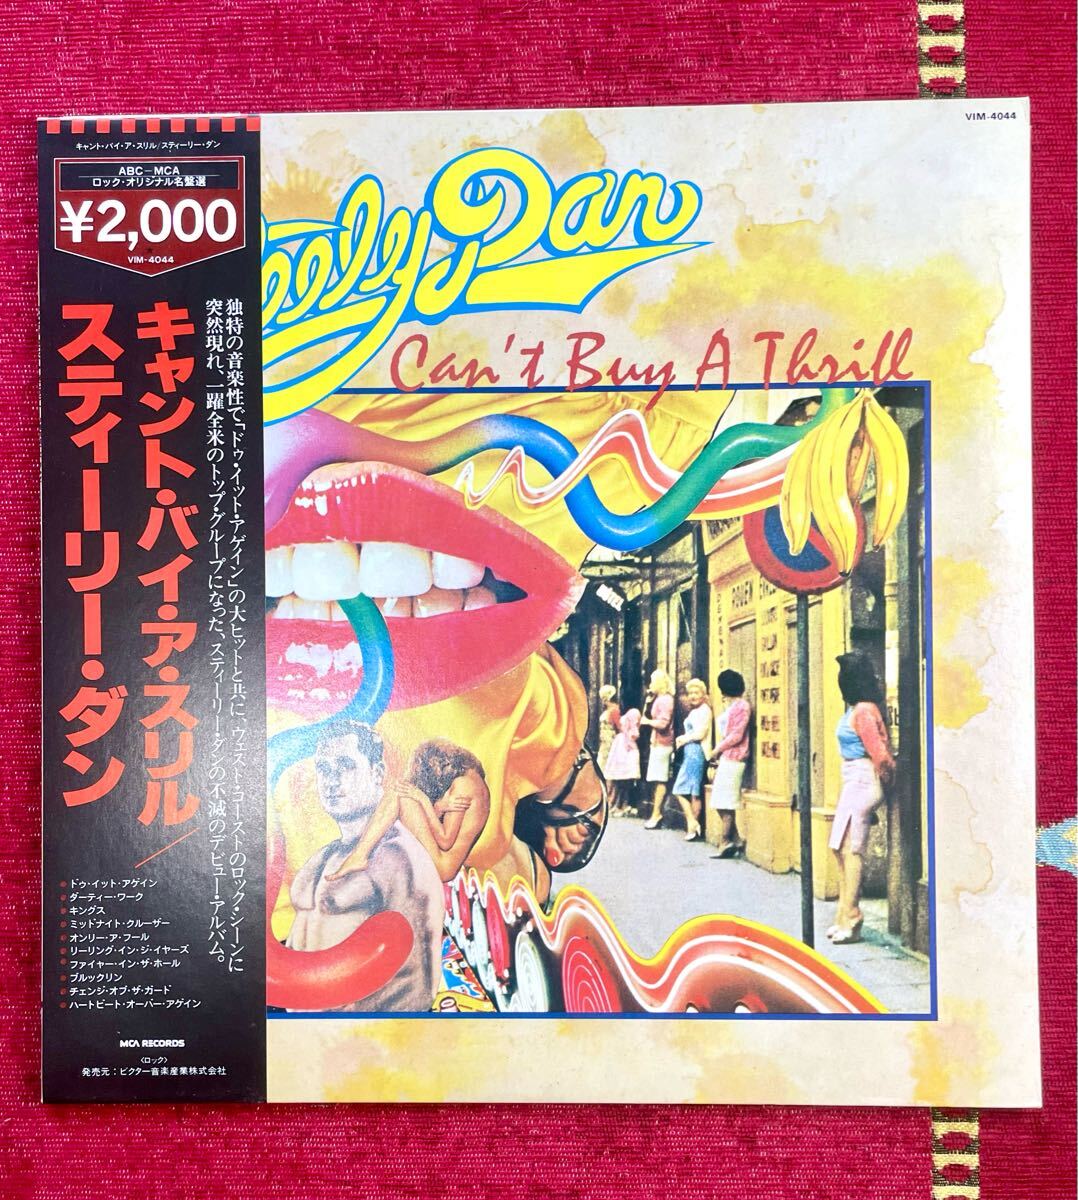 キャント・バイ・ア・スリル/スティーリー・ダン
ABC-MCA
ロック・オリジナル名盤選
¥2,000
VIM-4044
キャント・バイ・ア・スリル/
スティーリー・ダン
独特の音楽性で「ドゥ・イット・アゲイン」の大ヒットと共に、ウェスト・コーストのロック・シーンに
突然現れ、一躍全米のトップ・グループになった、スティーリー・ダンの不滅のデビュー・アルバム。
ドゥ・イット・アゲイン
ダーティー・ワーク
キングス
ミッドナイト・クルーザー
オンリー・ア・フール
リーリング・イン・ジ・イヤーズ
ファイヤー・イン・ザ・ホール
ブルックリン
チェンジ・オブ・ザ・ガード
ハートビート・オーバー・アゲイン
MCA RECORDS
〈ロック〉
発売元：ビクター音楽産業株式会社
VIM-4044
eely Dan
Can't Buy A Thrill
ROUEN